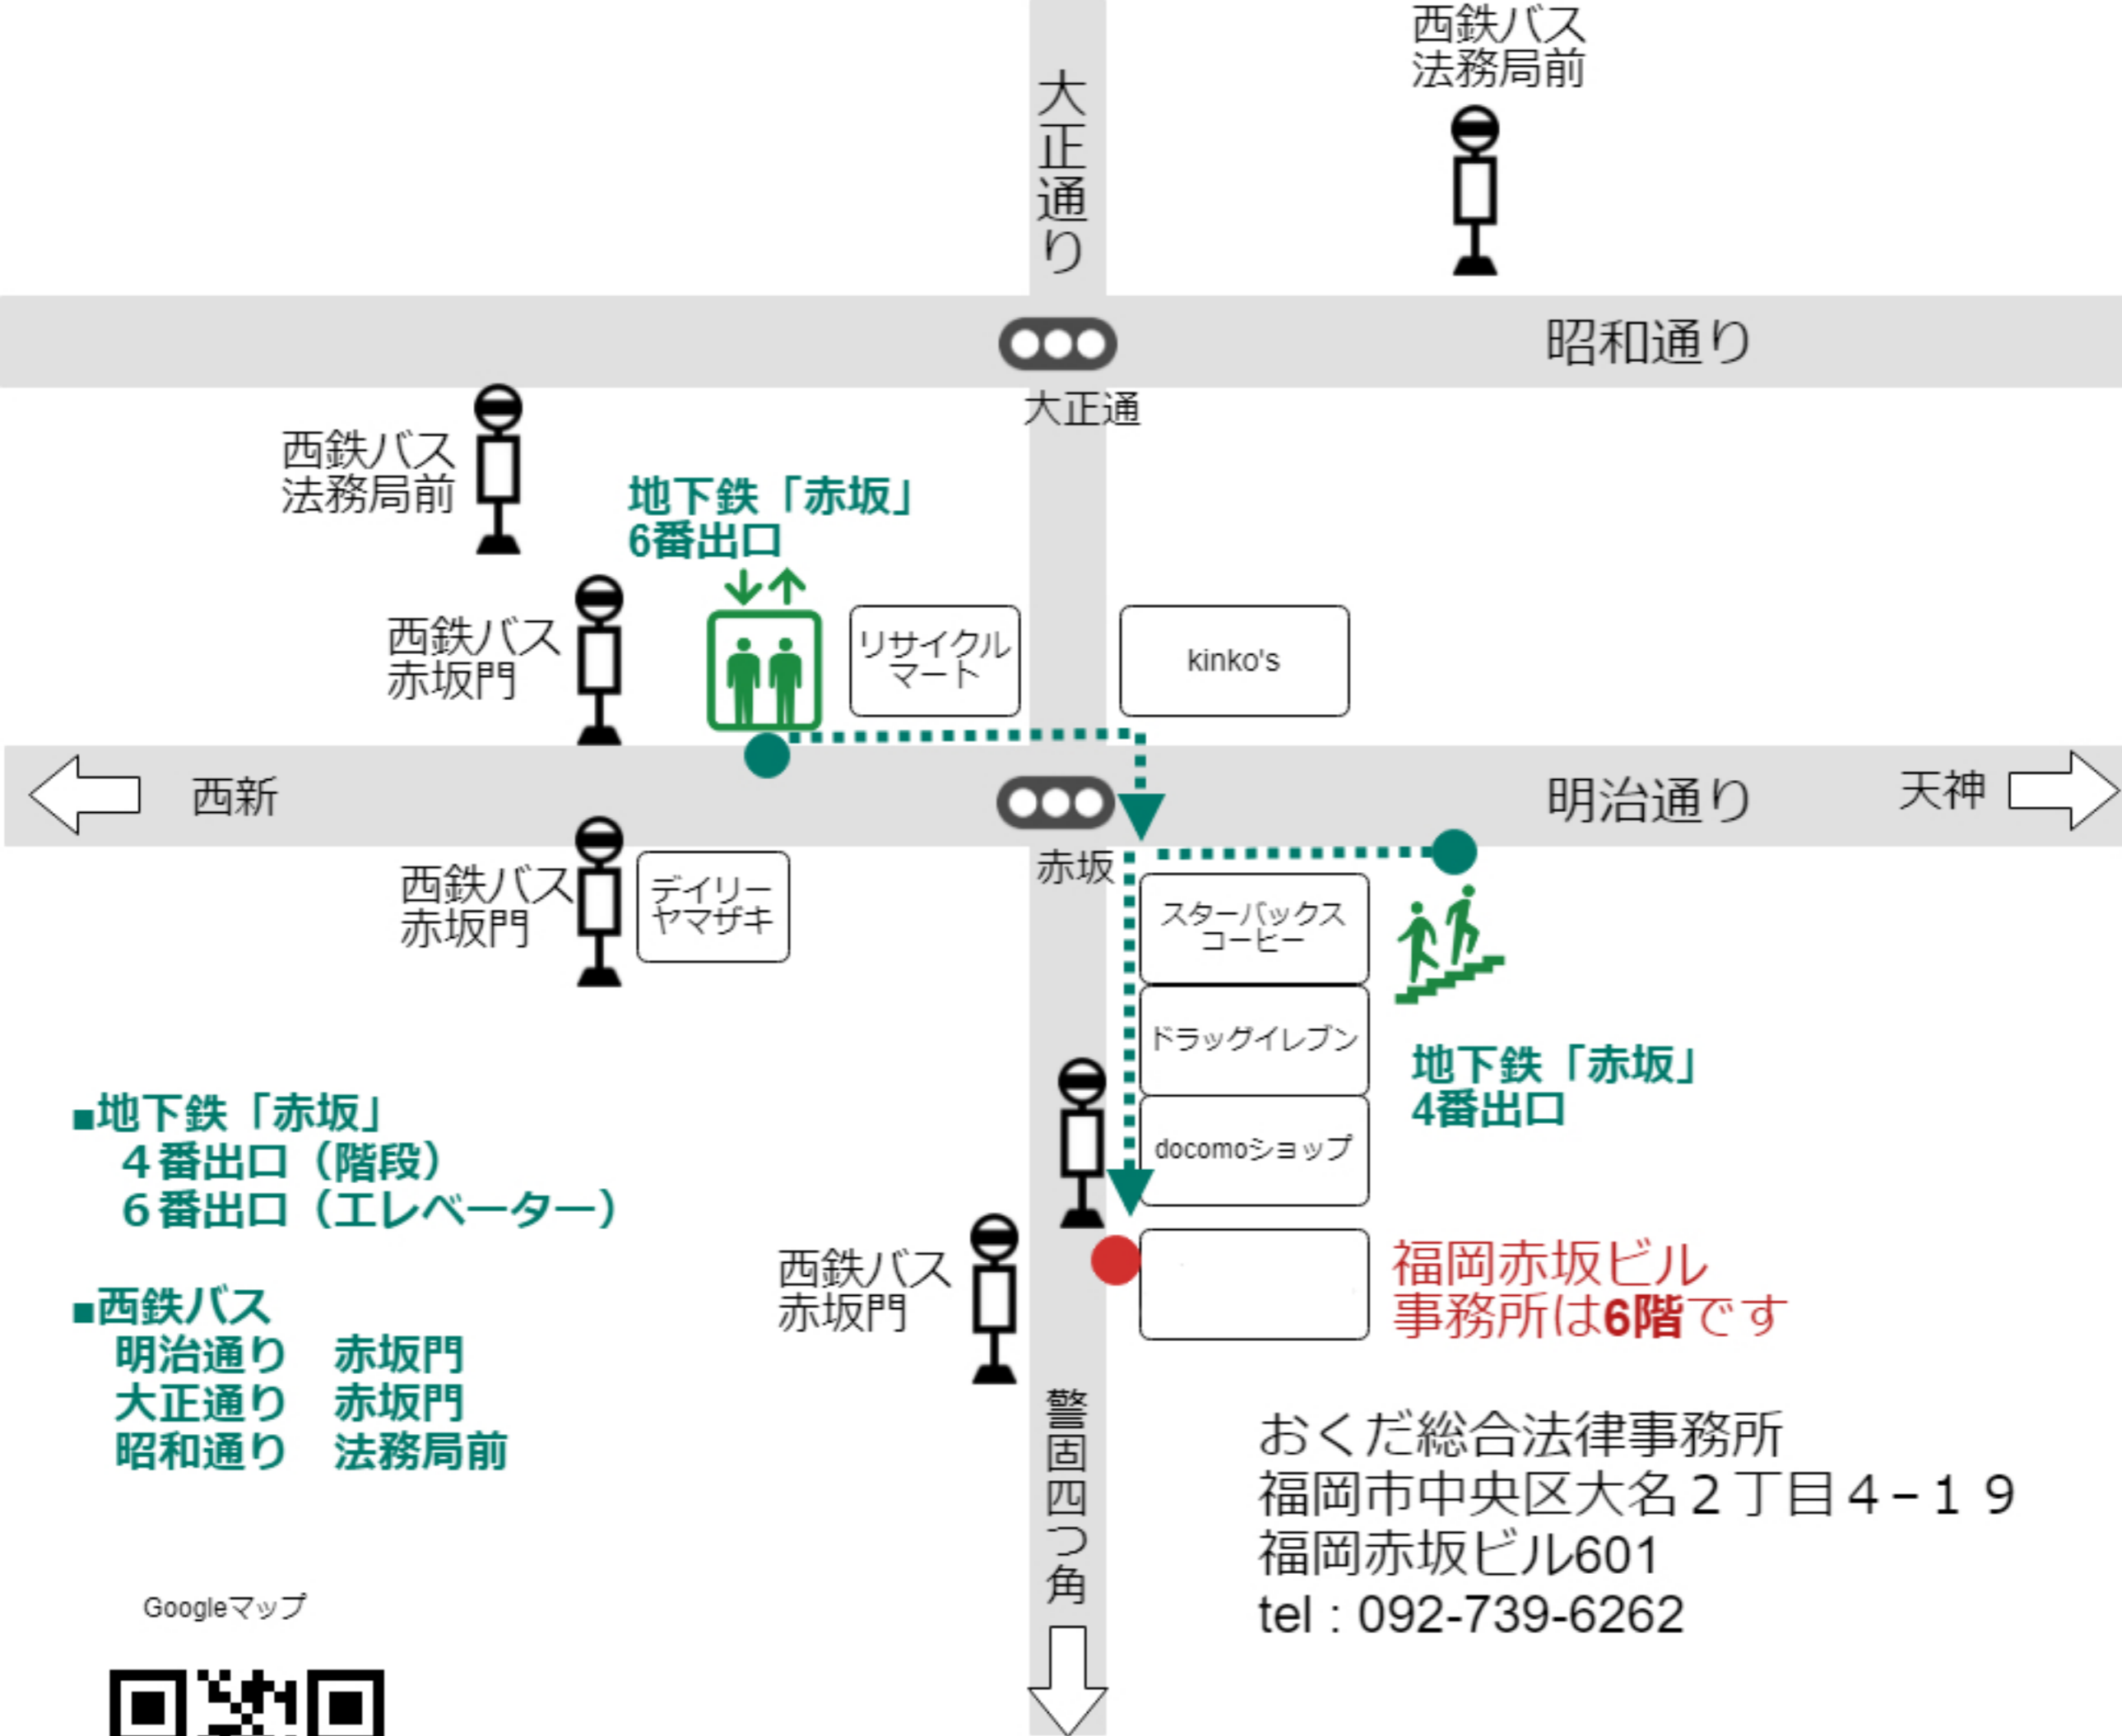 西鉄バス
法務局前
大正通り
昭和通り
大正通
西鉄バス
法務局前
地下鉄「赤坂」
6番出口
西鉄バス
赤坂門
リサイクル
マート
kinko's
西新
明治通り
天神
赤坂
西鉄バス
赤坂門
デイリー
ヤマザキ
スターバックス
コーヒー
ドラッグイレブン
docomoショップ
地下鉄「赤坂」
4番出口
■地下鉄「赤坂」
４番出口（階段）
６番出口（エレベーター）
西鉄バス
赤坂門
福岡赤坂ビル
事務所は6階です
■西鉄バス
明治通り　赤坂門
大正通り　赤坂門
昭和通り　法務局前
警固四つ角
おくだ総合法律事務所
福岡市中央区大名２丁目４−１９
福岡赤坂ビル601
tel : 092-739-6262
Googleマップ